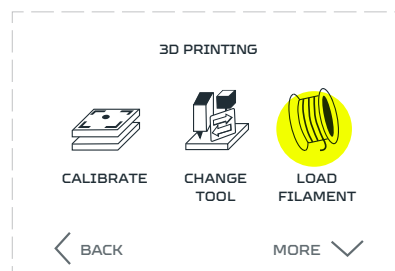 3D PRINTING
CALIBRATE
CHANGE
TOOL
LOAD
FILAMENT
BACK
MORE